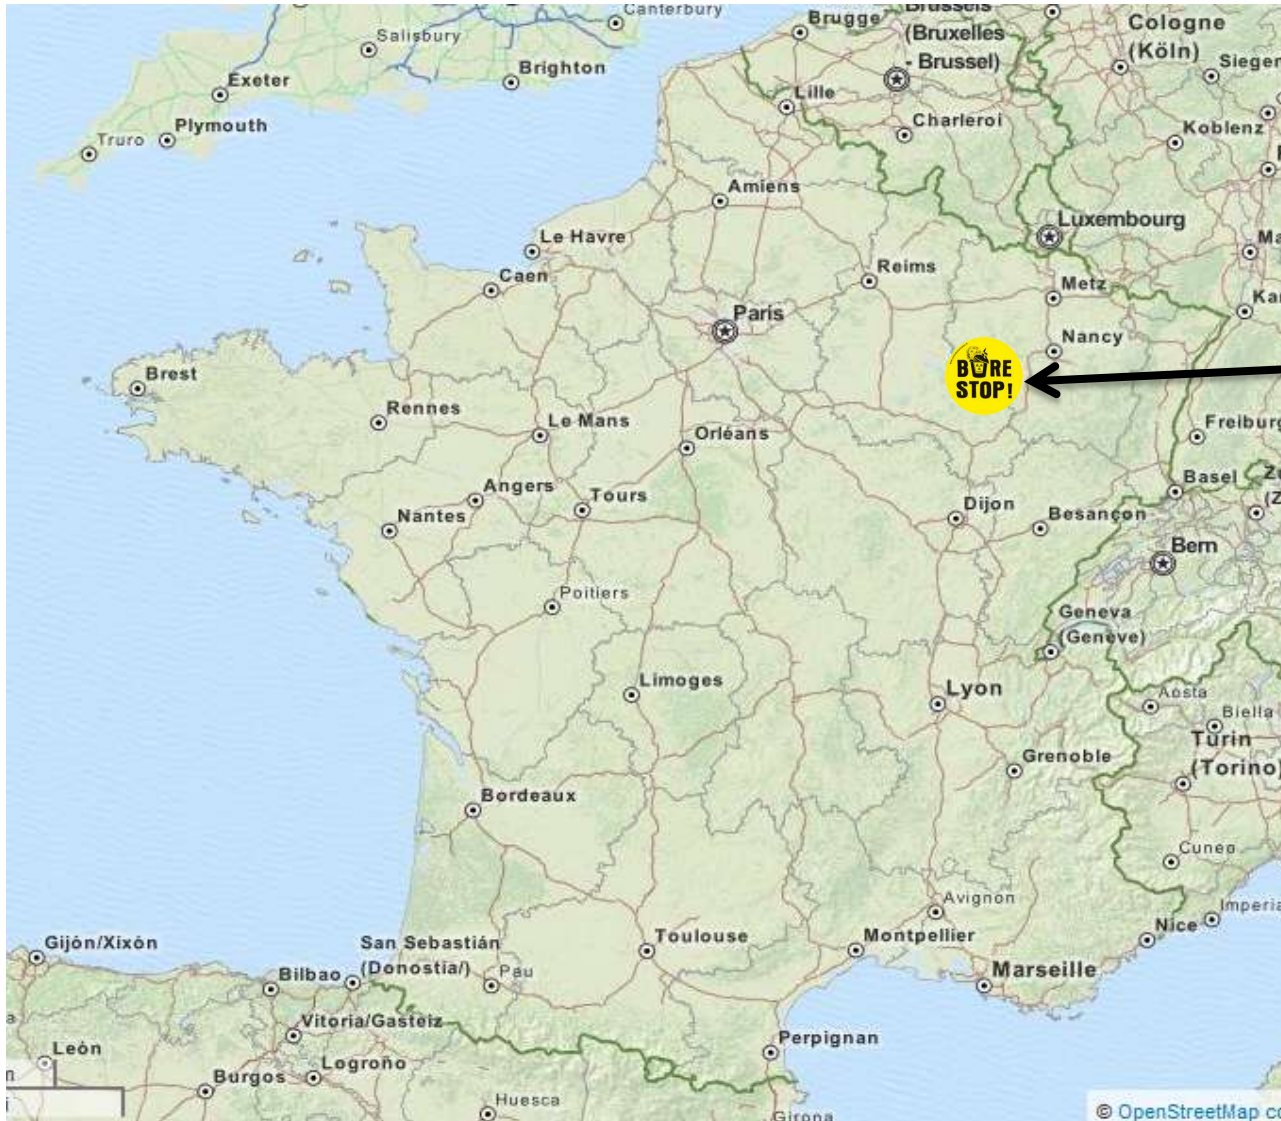 Canterbury
Salisbury
Brugge
Brussels
(Bruxelles
- Brussel)
Cologne
(Köln)
Siegen
Exeter
Brighton
Lille
Truro
Plymouth
Charleroi
Koblenz
Amiens
Luxembourg
Le Havre
Reims
Caen
Metz
Paris
Nancy
BURE
STOP!
Brest
Rennes
Le Mans
Orléans
Freiburg
Angers
Tours
Basel
Nantes
Dijon
Besançon
Bern
Poitiers
Geneva
(Genève)
Limoges
Lyon
Aosta
Biella
Turin
(Torino)
Grenoble
Bordeaux
Cuneo
Avignon
Imperia
Nice
Gijón/Xixón
San Sebastián
(Donostia/)
Toulouse
Montpellier
Bilbao
Pau
Marseille
Vitoria/Gasteiz
Perpignan
León
Logroño
Burgos
Huesca
Girona
© OpenStreetMap co